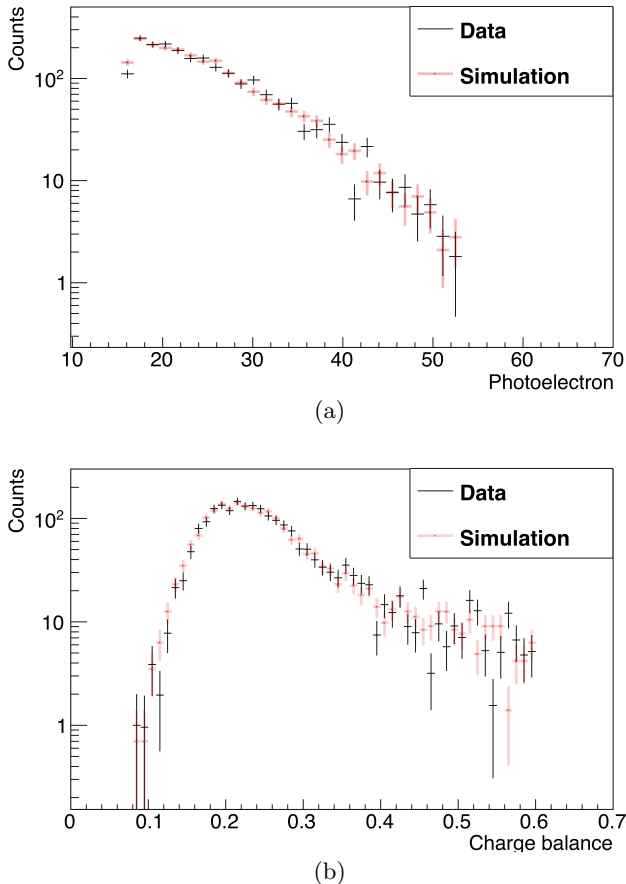 Counts
Data
Simulation
10²
10
1
10 20 30 40 50 60 70
Photoelectron
(a)
Counts
Data
Simulation
10²
10
1
0 0.1 0.2 0.3 0.4 0.5 0.6 0.7
Charge balance
(b)